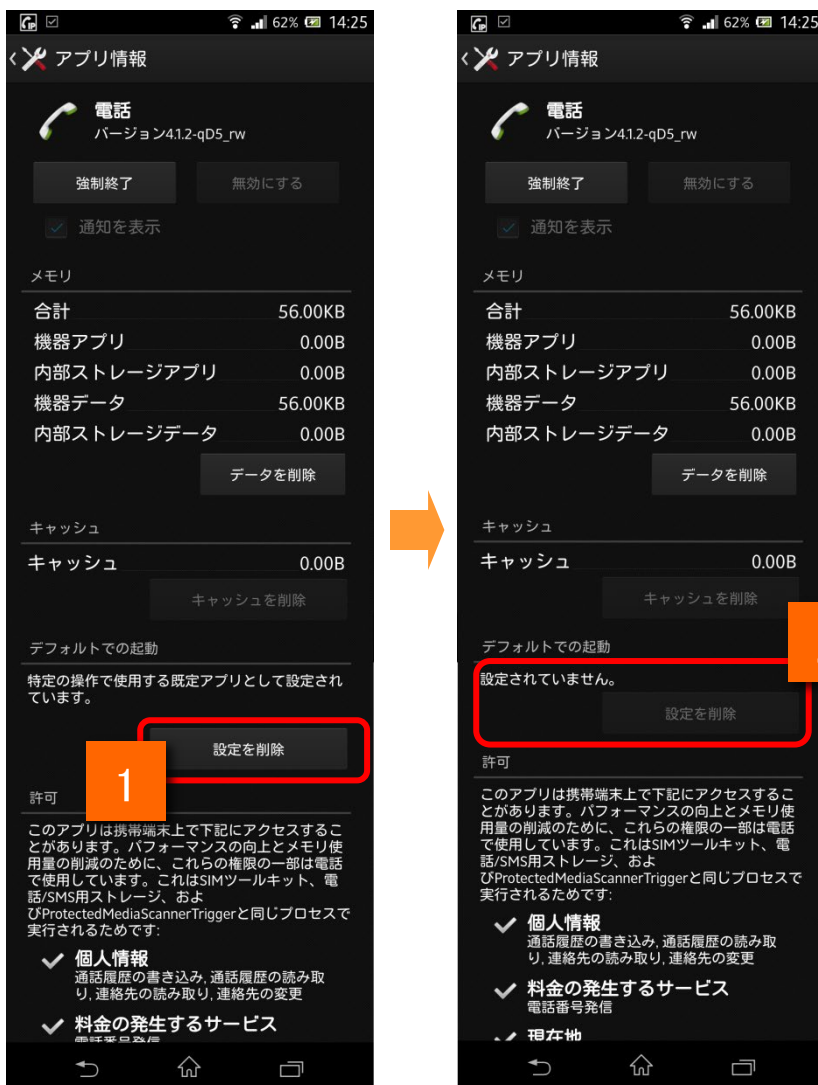 62% 14:25
アプリ情報
電話
バージョン4.1.2-qD5_rw
強制終了 無効にする
通知を表示
メモリ
合計 56.00KB
機器アプリ 0.00B
内部ストレージアプリ 0.00B
機器データ 56.00KB
内部ストレージデータ 0.00B
データを削除
キャッシュ
キャッシュ 0.00B
キャッシュを削除
デフォルトでの起動
特定の操作で使用する既定アプリとして設定され
ています。
設定を削除
1
許可
このアプリは携帯端末上で下記にアクセスするこ
とがあります。パフォーマンスの向上とメモリ使
用量の削減のために、これらの権限の一部は電話
で使用しています。これはSIMツールキット、電
話/SMS用ストレージ、およ
びProtectedMediaScannerTriggerと同じプロセスで
実行されるためです:
個人情報
通話履歴の書き込み, 通話履歴の読み取
り, 連絡先の読み取り, 連絡先の変更
料金の発生するサービス
電話番号発信
62% 14:25
アプリ情報
電話
バージョン4.1.2-qD5_rw
強制終了 無効にする
通知を表示
メモリ
合計 56.00KB
機器アプリ 0.00B
内部ストレージアプリ 0.00B
機器データ 56.00KB
内部ストレージデータ 0.00B
データを削除
キャッシュ
キャッシュ 0.00B
キャッシュを削除
デフォルトでの起動
設定されていません。
設定を削除
許可
このアプリは携帯端末上で下記にアクセスするこ
とがあります。パフォーマンスの向上とメモリ使
用量の削減のために、これらの権限の一部は電話
で使用しています。これはSIMツールキット、電
話/SMS用ストレージ、およ
びProtectedMediaScannerTriggerと同じプロセスで
実行されるためです:
個人情報
通話履歴の書き込み, 通話履歴の読み取
り, 連絡先の読み取り, 連絡先の変更
料金の発生するサービス
電話番号発信
現在地